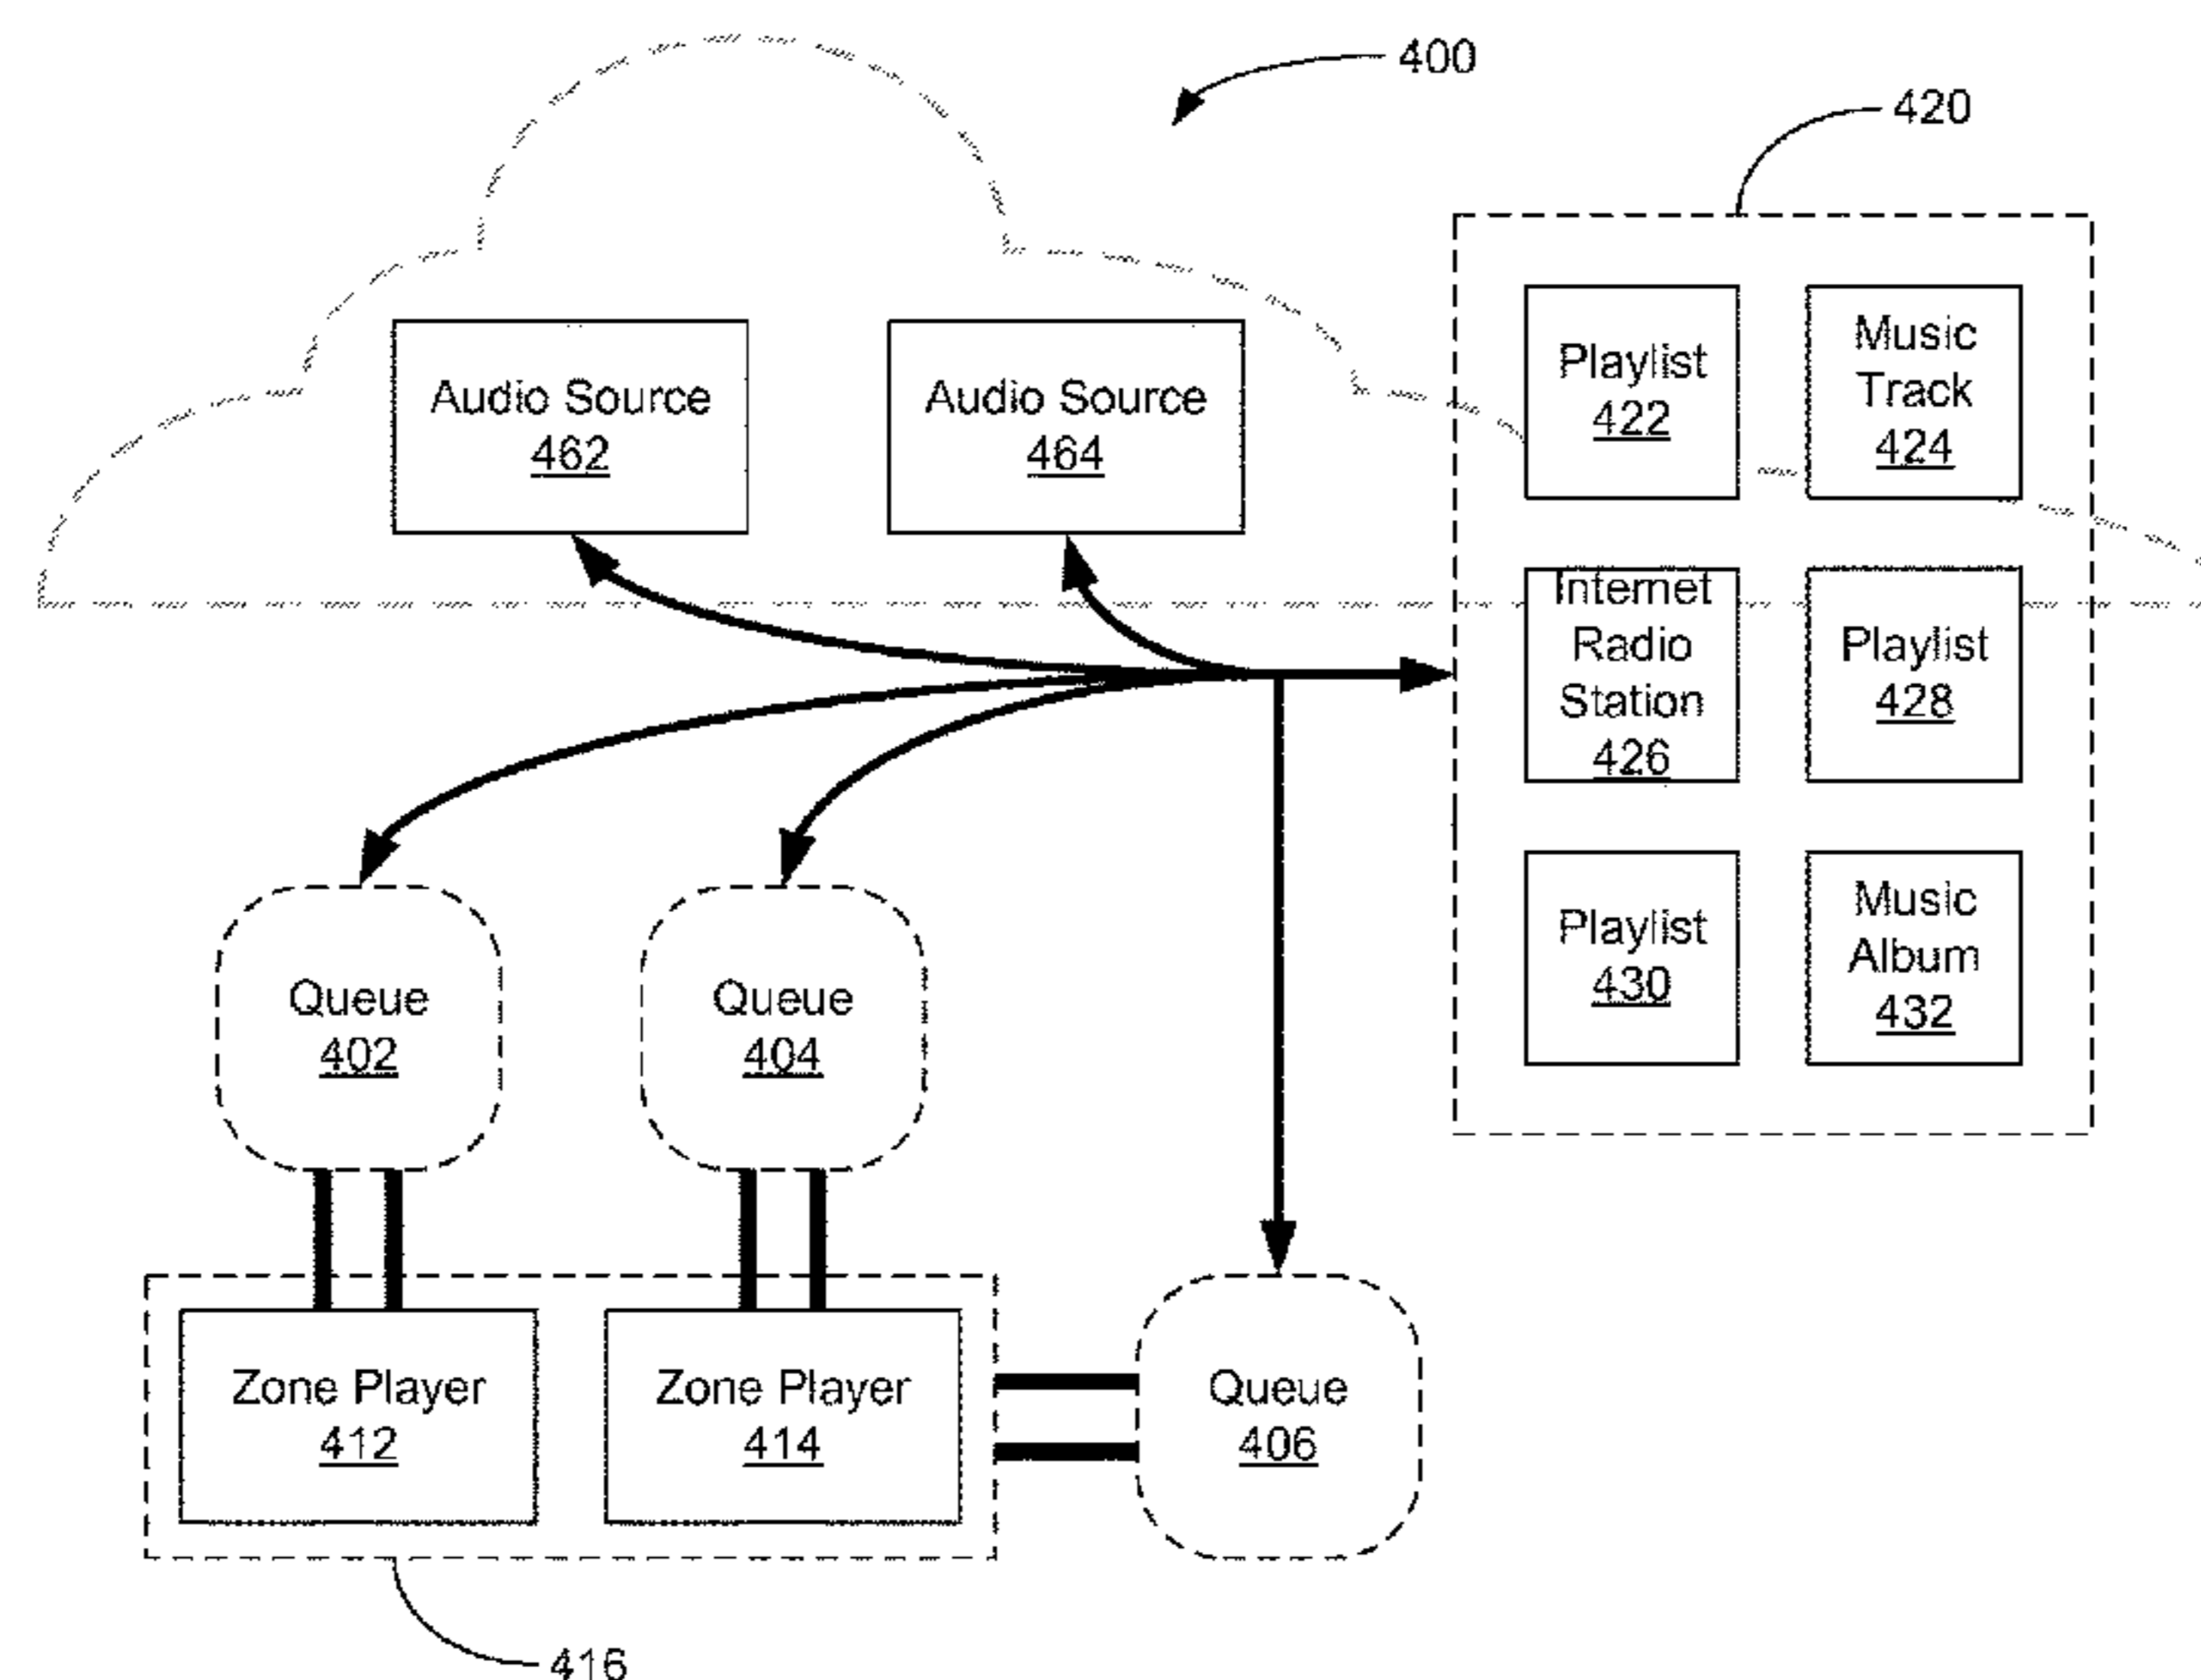 400
420
Playlist
422
Music
Track
424
Audio Source
462
Audio Source
464
Internet
Radio
Station
426
Playlist
428
Playlist
430
Music
Album
432
Queue
402
Queue
404
Zone Player
412
Zone Player
414
Queue
406
416